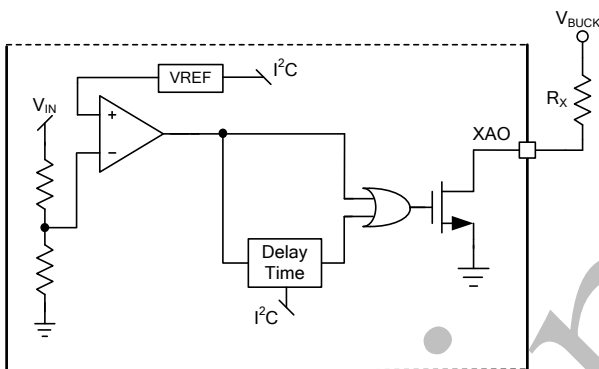 V_BUCK
VREF
I²C
V_IN
R_X
XAO
+
−
Delay
Time
I²C